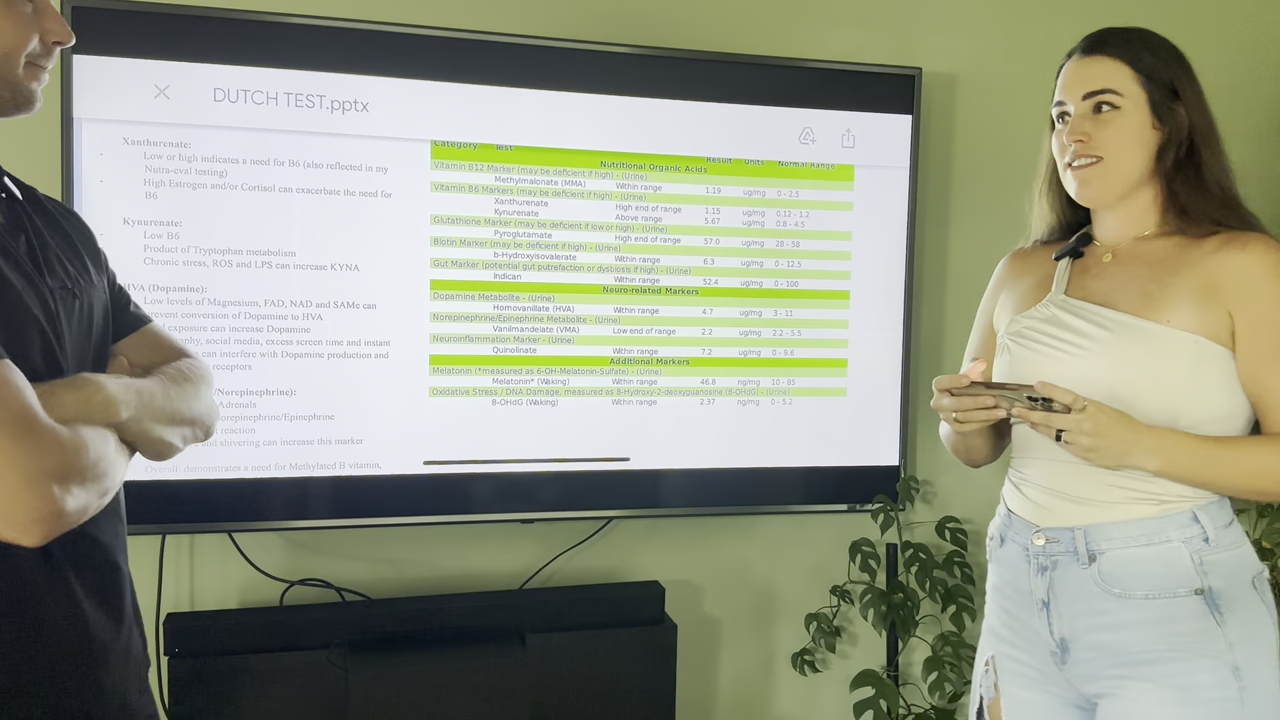 DUTCH TEST.pptx
Xanthurenate:
Low or high indicates a need for B6 (also reflected in my
Nutra-eval testing)
High Estrogen and/or Cortisol can exacerbate the need for
B6
Kynurenate:
Low B6
Product of Tryptophan metabolism
Chronic stress, ROS and LPS can increase KYNA
HVA (Dopamine):
Low levels of Magnesium, FAD, NAD and SAMe can
prevent conversion of Dopamine to HVA
exposure can increase Dopamine
social media, excess screen time and instant
can interfere with Dopamine production and
receptors
/Norepinephrine):
Adrenals
orepinephrine/Epinephrine
reaction
and shivering can increase this marker
Overall: demonstrates a need for Methylated B vitamin,
Category Test Result Units Normal Range
Nutritional Organic Acids
Vitamin B12 Marker (may be deficient if high) - (Urine)
Methylmalonate (MMA) Within range 1.19 ug/mg 0 - 2.5
Vitamin B6 Markers (may be deficient if high) - (Urine)
Xanthurenate High end of range 1.15 ug/mg 0.12 - 1.2
Kynurenate Above range 5.67 ug/mg 0.8 - 4.5
Glutathione Marker (may be deficient if low or high) - (Urine)
Pyroglutamate High end of range 57.0 ug/mg 28 - 58
Biotin Marker (may be deficient if high) - (Urine)
b-Hydroxyisovalerate Within range 6.3 ug/mg 0 - 12.5
Gut Marker (potential gut putrefaction or dysbiosis if high) - (Urine)
Indican Within range 52.4 ug/mg 0 - 100
Neuro-related Markers
Dopamine Metabolite - (Urine)
Homovanillate (HVA) Within range 4.7 ug/mg 3 - 11
Norepinephrine/Epinephrine Metabolite - (Urine)
Vanilmandelate (VMA) Low end of range 2.2 ug/mg 2.2 - 5.5
Neuroinflammation Marker - (Urine)
Quinolinate Within range 7.2 ug/mg 0 - 9.6
Additional Markers
Melatonin (*measured as 6-OH-Melatonin-Sulfate) - (Urine)
Melatonin* (Waking) Within range 46.8 ng/mg 10 - 85
Oxidative Stress / DNA Damage, measured as 8-Hydroxy-2-deoxyguanosine (8-OHdG) - (Urine)
8-OHdG (Waking) Within range 2.37 ng/mg 0 - 5.2